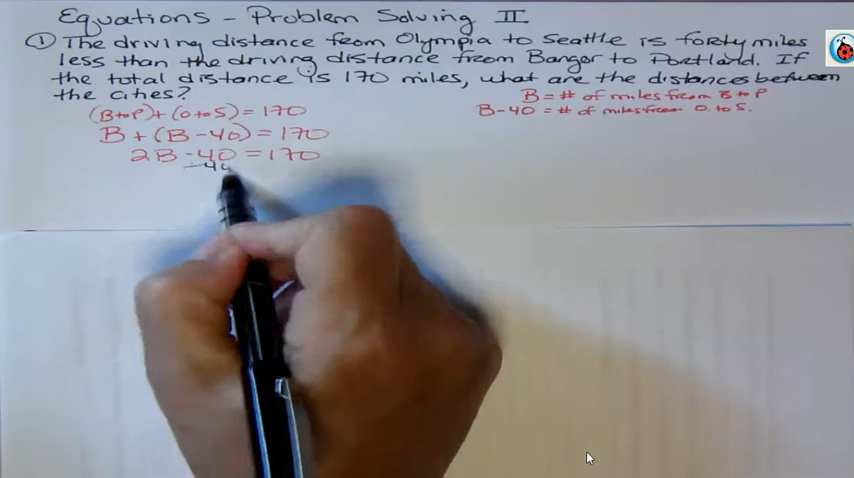 Equations - Problem Solving II
① The driving distance from Olympia to Seattle is forty miles
less than the driving distance from Bangor to Portland. If
the total distance is 170 miles, what are the distances between
the cities?
B = # of miles from B to P
(B to P) + (O to S) = 170
B - 40 = # of miles from O. to S.
B + (B - 40) = 170
2B - 40 = 170